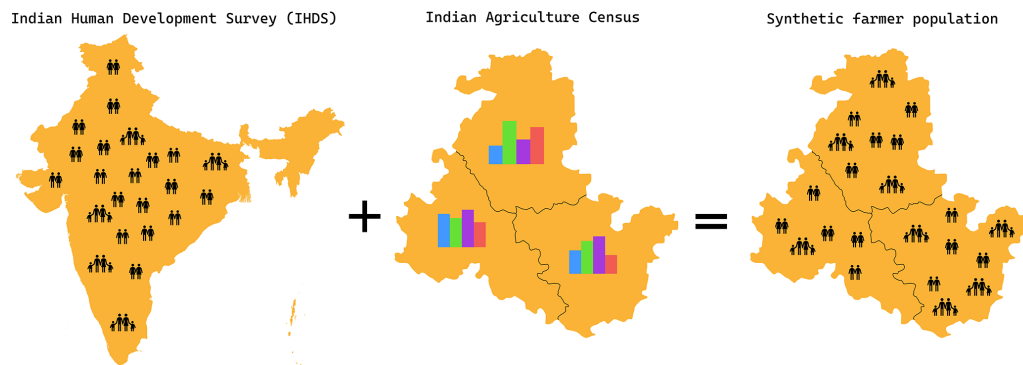 Indian Human Development Survey (IHDS)
Indian Agriculture Census
Synthetic farmer population
+
=